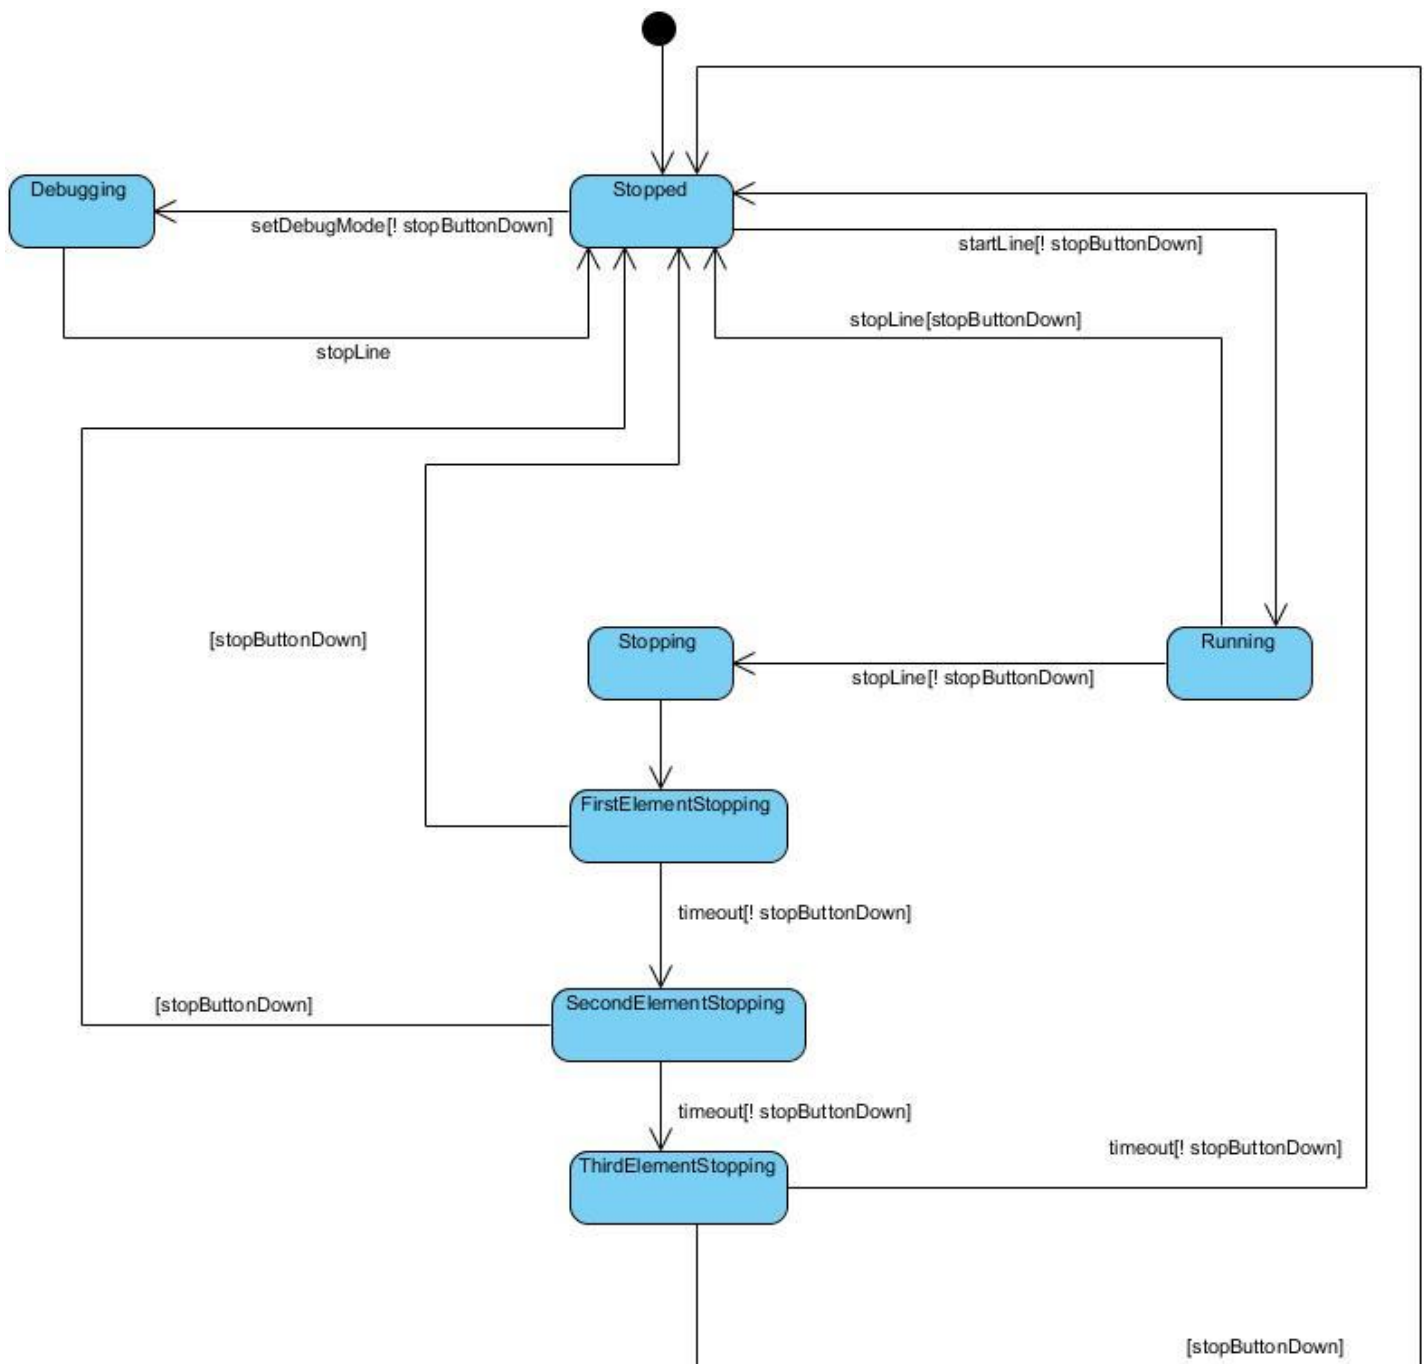 Debugging
Stopped
setDebugMode[! stopButtonDown]
startLine[! stopButtonDown]
stopLine[stopButtonDown]
stopLine
[stopButtonDown]
Stopping
Running
stopLine[! stopButtonDown]
FirstElementStopping
timeout[! stopButtonDown]
SecondElementStopping
[stopButtonDown]
timeout[! stopButtonDown]
timeout[! stopButtonDown]
ThirdElementStopping
[stopButtonDown]